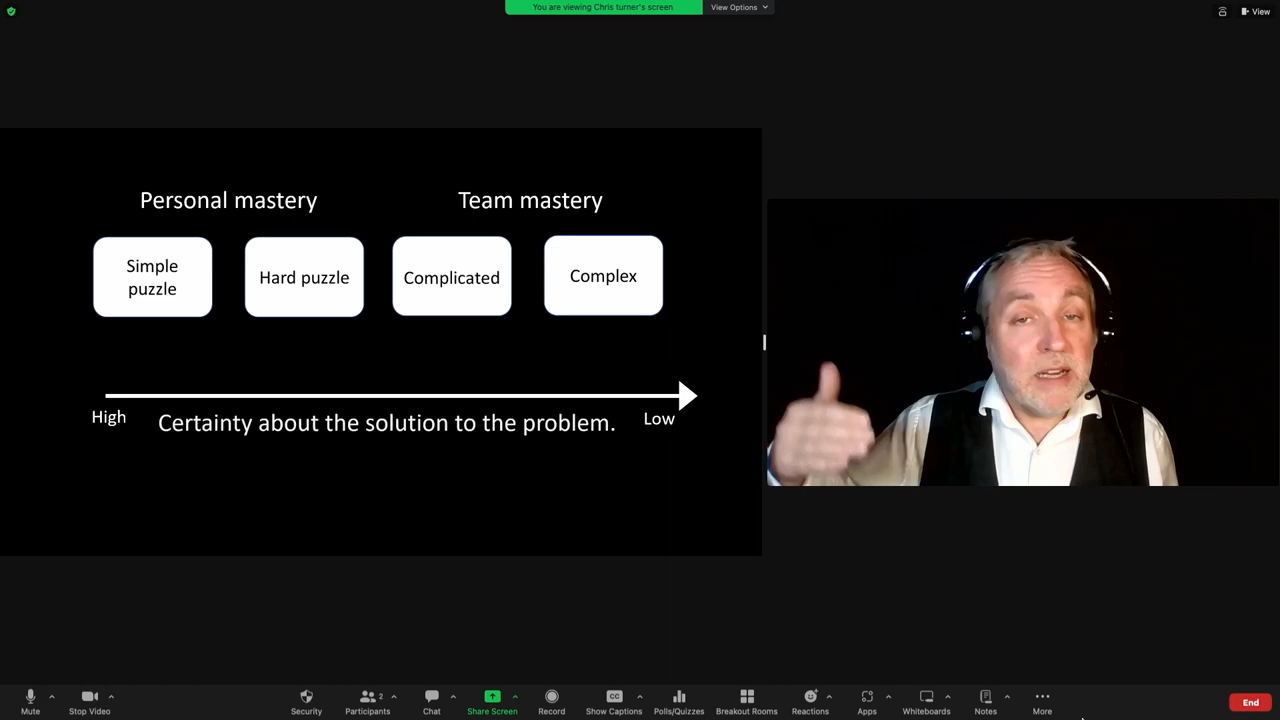 You are viewing Chris turner's screen
View Options
View
Personal mastery
Team mastery
Simple
puzzle
Hard puzzle
Complicated
Complex
High
Certainty about the solution to the problem.
Low
2
CC
Mute
Stop Video
Security
Participants
Chat
Share Screen
Record
Show Captions
Polls/Quizzes
Breakout Rooms
Reactions
Apps
Whiteboards
Notes
More
End